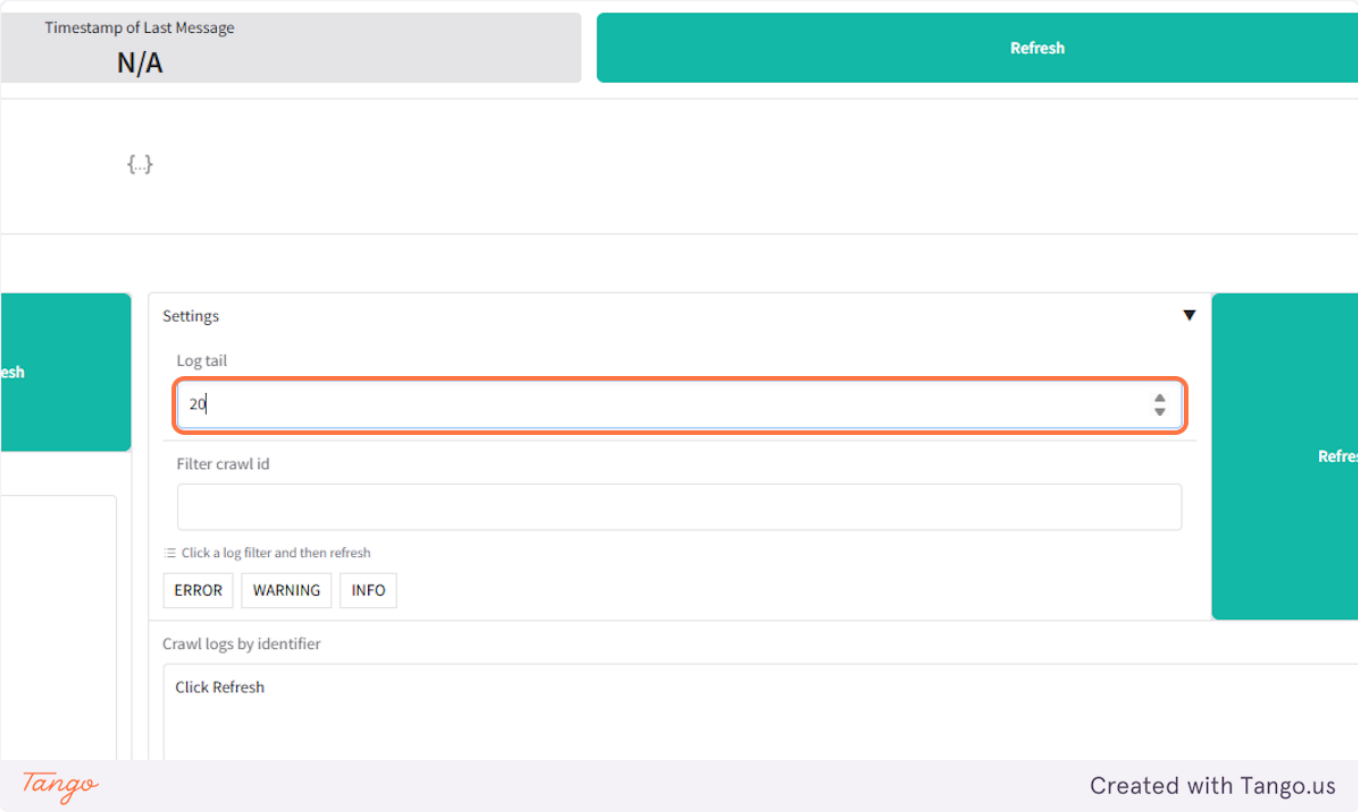 Timestamp of Last Message
N/A
Refresh
{...}
esh
Settings
Log tail
20
Filter crawl id
Click a log filter and then refresh
ERROR WARNING INFO
Refres
Crawl logs by identifier
Click Refresh
Tango
Created with Tango.us